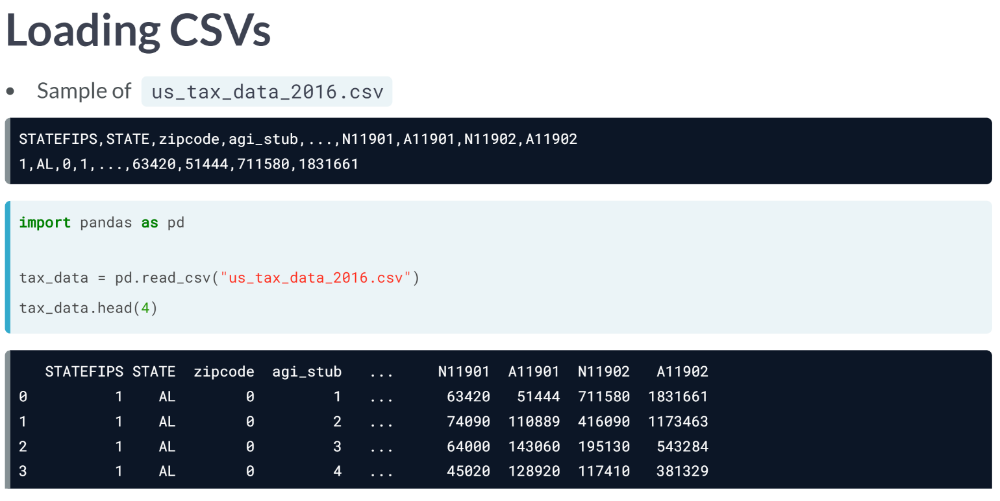 Loading CSVs
• Sample of us_tax_data_2016.csv
STATEFIPS,STATE,zipcode,agi_stub,...,N11901,A11901,N11902,A11902
1,AL,0,1,...,63420,51444,711580,1831661
import pandas as pd
tax_data = pd.read_csv("us_tax_data_2016.csv")
tax_data.head(4)
   STATEFIPS STATE  zipcode  agi_stub   ...     N11901  A11901  N11902   A11902
0          1    AL        0         1   ...      63420   51444  711580  1831661
1          1    AL        0         2   ...      74090  110889  416090  1173463
2          1    AL        0         3   ...      64000  143060  195130   543284
3          1    AL        0         4   ...      45020  128920  117410   381329